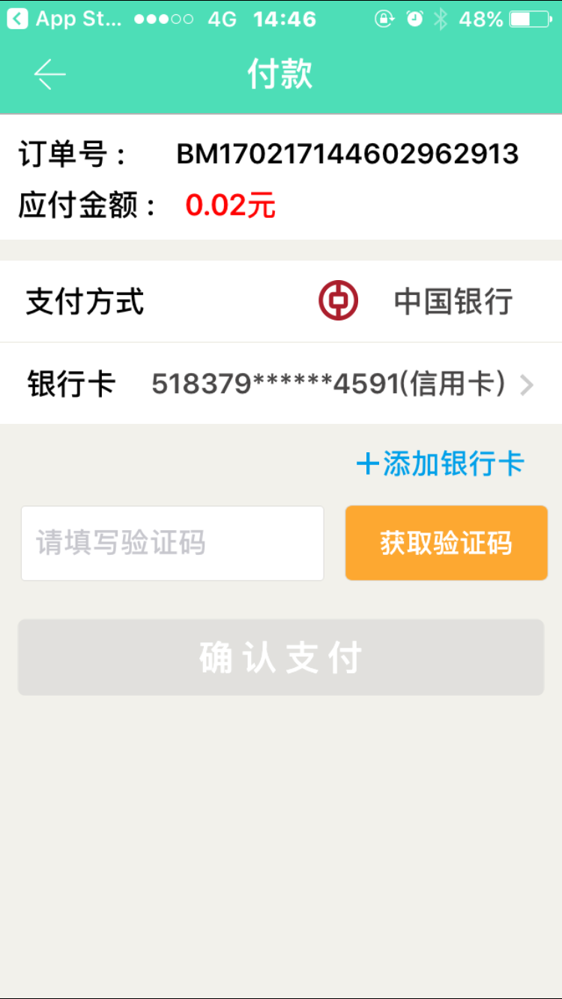 App St... 4G 14:46 48%
付款
订单号： BM170217144602962913
应付金额： 0.02元
支付方式 中国银行
银行卡 518379******4591(信用卡)
+添加银行卡
请填写验证码 获取验证码
确认支付